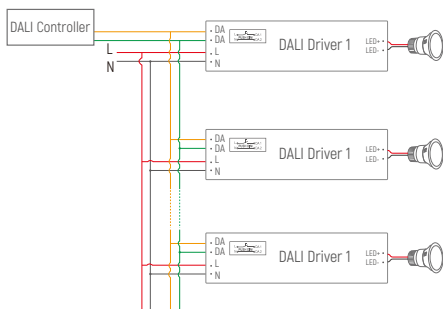 DALI Controller
L
N
DA
DA
L
N
DALI Driver 1
LED+
LED-
DA
DA
L
N
DALI Driver 1
LED+
LED-
DA
DA
L
N
DALI Driver 1
LED+
LED-